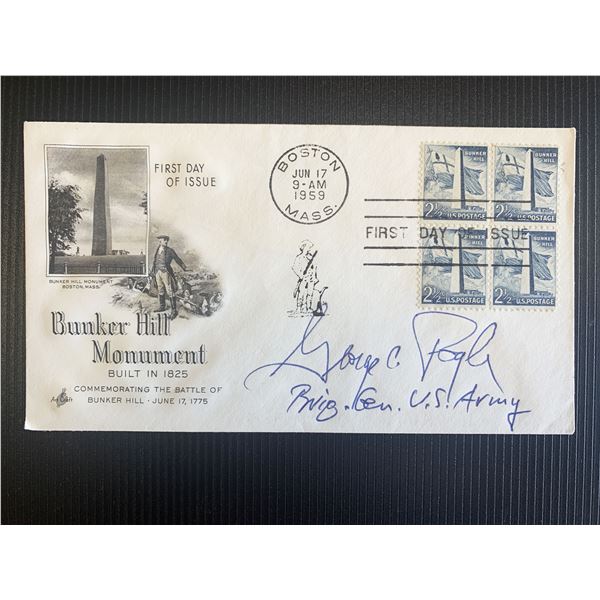 FIRST DAY
OF ISSUE
BUNKER HILL MONUMENT
BOSTON, MASS.
Bunker Hill
Monument
BUILT IN 1825
COMMEMORATING THE BATTLE OF
BUNKER HILL · JUNE 17, 1775
Art Craft
BOSTON
JUN 17
9-AM
1959
MASS.
FIRST DAY OF ISSUE
BUNKER
HILL
2½¢ U.S. POSTAGE
BUNKER
HILL
2½¢ U.S. POSTAGE
BUNKER
HILL
2½¢ U.S. POSTAGE
BUNKER
HILL
2½¢ U.S. POSTAGE
George C.
Brig. Gen. U.S. Army